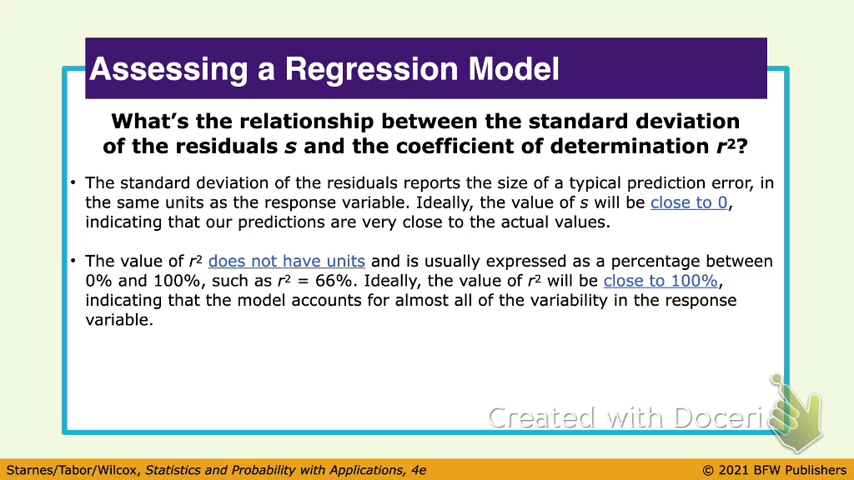 Assessing a Regression Model
What's the relationship between the standard deviation
of the residuals s and the coefficient of determination r²?
• The standard deviation of the residuals reports the size of a typical prediction error, in
the same units as the response variable. Ideally, the value of s will be close to 0,
indicating that our predictions are very close to the actual values.
• The value of r² does not have units and is usually expressed as a percentage between
0% and 100%, such as r² = 66%. Ideally, the value of r² will be close to 100%,
indicating that the model accounts for almost all of the variability in the response
variable.
Created with Doceri
Starnes/Tabor/Wilcox, Statistics and Probability with Applications, 4e
© 2021 BFW Publishers